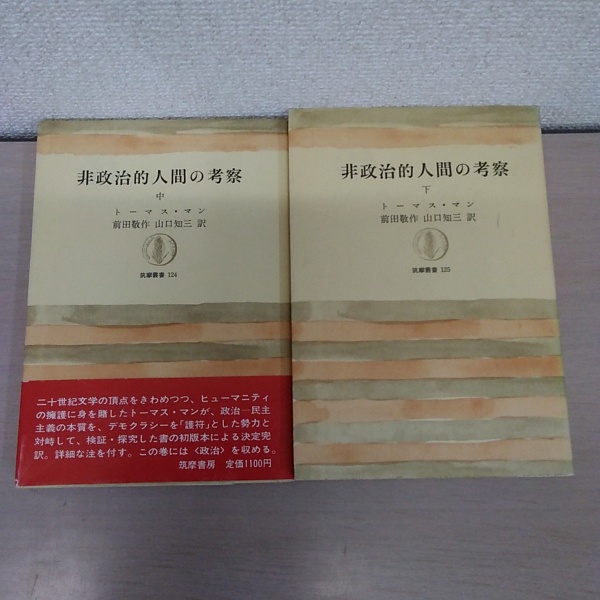 非政治的人間の考察
中
トーマス・マン
前田敬作 山口知三 訳
筑摩叢書 124
二十世紀文学の頂点をきわめつつ、ヒューマニティ
の擁護に身を賭したトーマス・マンが、政治―民主
主義の本質を、デモクラシーを「護符」とした勢力と
対峙して、検証・探究した書の初版本による決定完
訳。詳細な注を付す。この巻には〈政治〉を収める。
筑摩書房 定価1100円
非政治的人間の考察
下
トーマス・マン
前田敬作 山口知三 訳
筑摩叢書 125